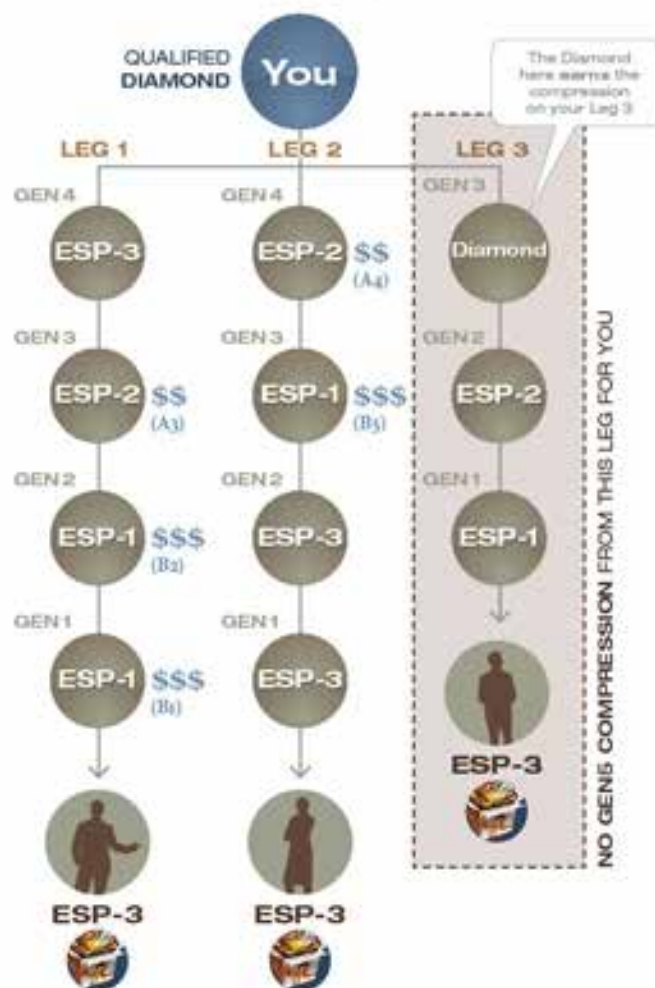 QUALIFIED
DIAMOND
You
The Diamond
here earns the
compression
on your Leg 3
LEG 1
LEG 2
LEG 3
GEN 4
GEN 4
GEN 3
ESP-3
ESP-2
$$
(A4)
Diamond
GEN 3
GEN 3
GEN 2
ESP-2
$$
(A3)
ESP-1
$$$
(B3)
ESP-2
GEN 2
GEN 2
GEN 1
ESP-1
$$$
(B2)
ESP-3
ESP-1
GEN 1
GEN 1
ESP-1
$$$
(B1)
ESP-3
ESP-3
ESP-3
ESP-3
NO GEN5 COMPRESSION FROM THIS LEG FOR YOU